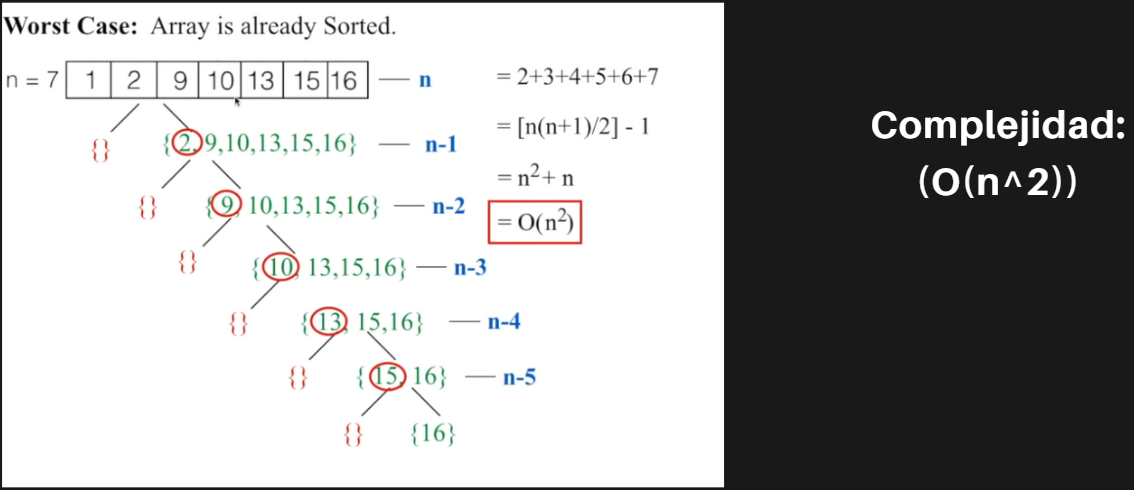 Worst Case: Array is already Sorted.
n = 7 1 2 9 10 13 15 16 — n
{} {2,9,10,13,15,16} — n-1
{} {9, 10,13,15,16} — n-2
{} {10, 13,15,16} — n-3
{} {13, 15,16} — n-4
{} {15, 16} — n-5
{} {16}
= 2+3+4+5+6+7
= [n(n+1)/2] - 1
= n²+ n
= O(n²)
Complejidad:
(O(n^2))